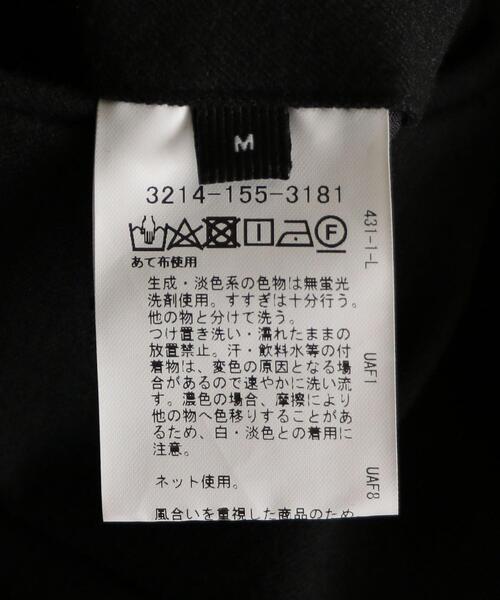 M
3214-155-3181
F
あて布使用
生成・淡色系の色物は無蛍光
洗剤使用。すすぎは十分行う。
他の物と分けて洗う。
つけ置き洗い・濡れたままの
放置禁止。汗・飲料水等の付
着物は、変色の原因となる場
合があるので速やかに洗い流
す。濃色の場合、摩擦により
他の物へ色移りすることがあ
るため、白・淡色との着用に
注意。
ネット使用。
風合いを重視した商品のため
431-1-L
UAF1
UAF8